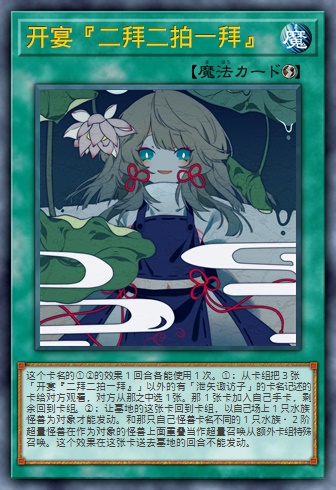 开宴『二拜二拍一拜』
魔
【魔法カード】
这个卡名的①②的效果1回合各能使用1次。①：从卡组把3张
「开宴『二拜二拍一拜』」以外的有「泄矢诹访子」的卡名记述的
卡给对方观看，对方从那之中选1张。那1张卡加入自己手卡，剩
余回到卡组。②：让墓地的这张卡回到卡组，以自己场上1只水族
怪兽为对象才能发动。和那只自己怪兽卡名不同的1只水族·2阶
超量怪兽在作为对象的怪兽上面重叠当作超量召唤从额外卡组特殊
召唤。这个效果在这张卡送去墓地的回合不能发动。